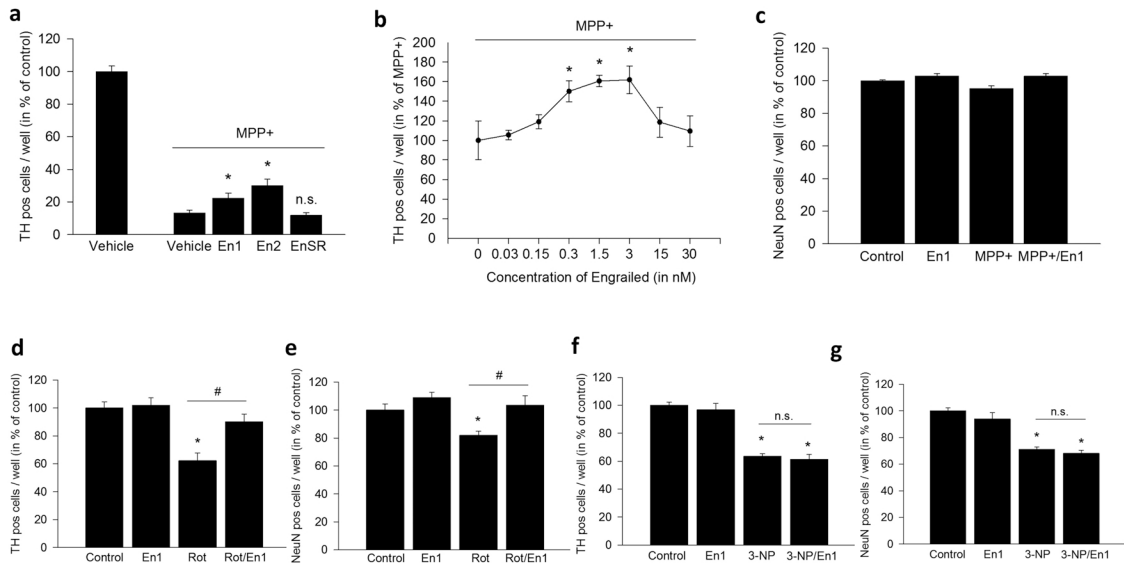 a
TH pos cells / well (in % of control)
120
100
80
60
40
20
0
MPP+
*
*
n.s.
Vehicle
Vehicle En1 En2 EnSR
b
TH pos cells / well (in % of MPP+)
MPP+
200
180
160
140
120
100
80
60
40
20
0
* * *
0 0.03 0.15 0.3 1.5 3 15 30
Concentration of Engrailed (in nM)
c
NeuN pos cells / well (in % of control)
120
100
80
60
40
20
0
Control En1 MPP+ MPP+/En1
d
TH pos cells / well (in % of control)
120
100
80
60
40
20
0
#
*
Control En1 Rot Rot/En1
e
NeuN pos cells / well (in % of control)
120
100
80
60
40
20
0
#
*
Control En1 Rot Rot/En1
f
TH pos cells / well (in % of control)
120
100
80
60
40
20
0
n.s.
* *
Control En1 3-NP 3-NP/En1
g
NeuN pos cells / well (in % of control)
120
100
80
60
40
20
0
n.s.
* *
Control En1 3-NP 3-NP/En1